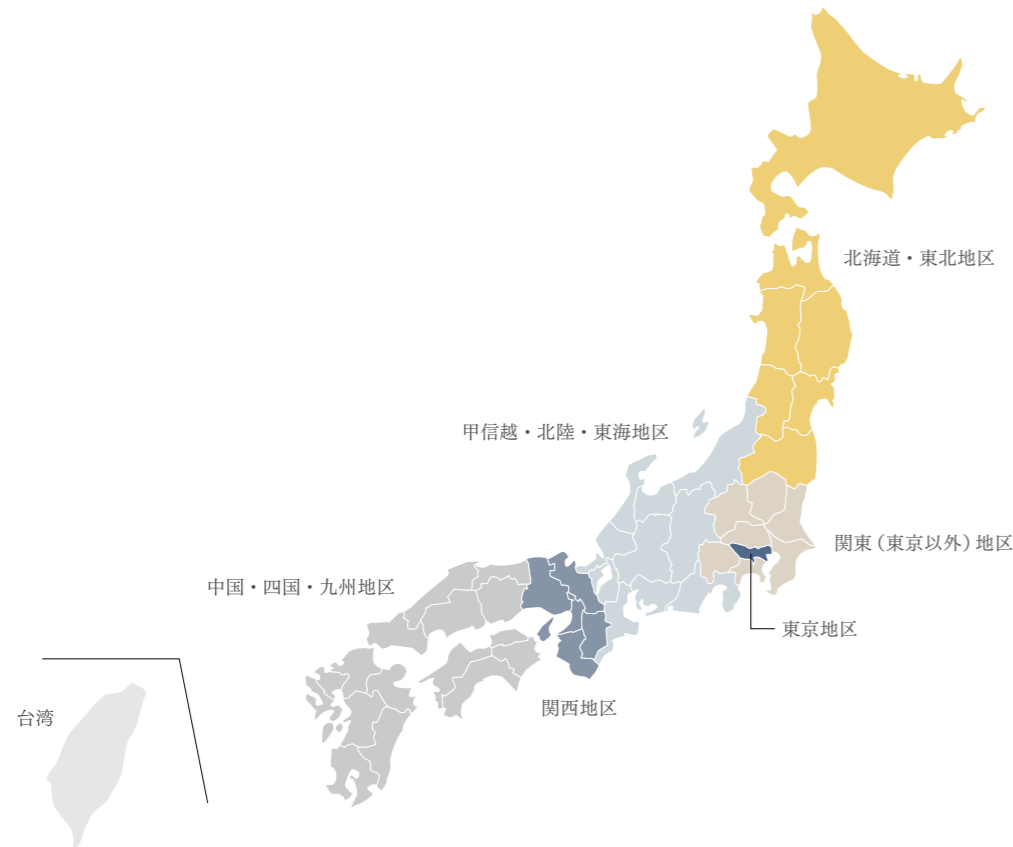 北海道・東北地区
甲信越・北陸・東海地区
関東（東京以外）地区
中国・四国・九州地区
東京地区
関西地区
台湾